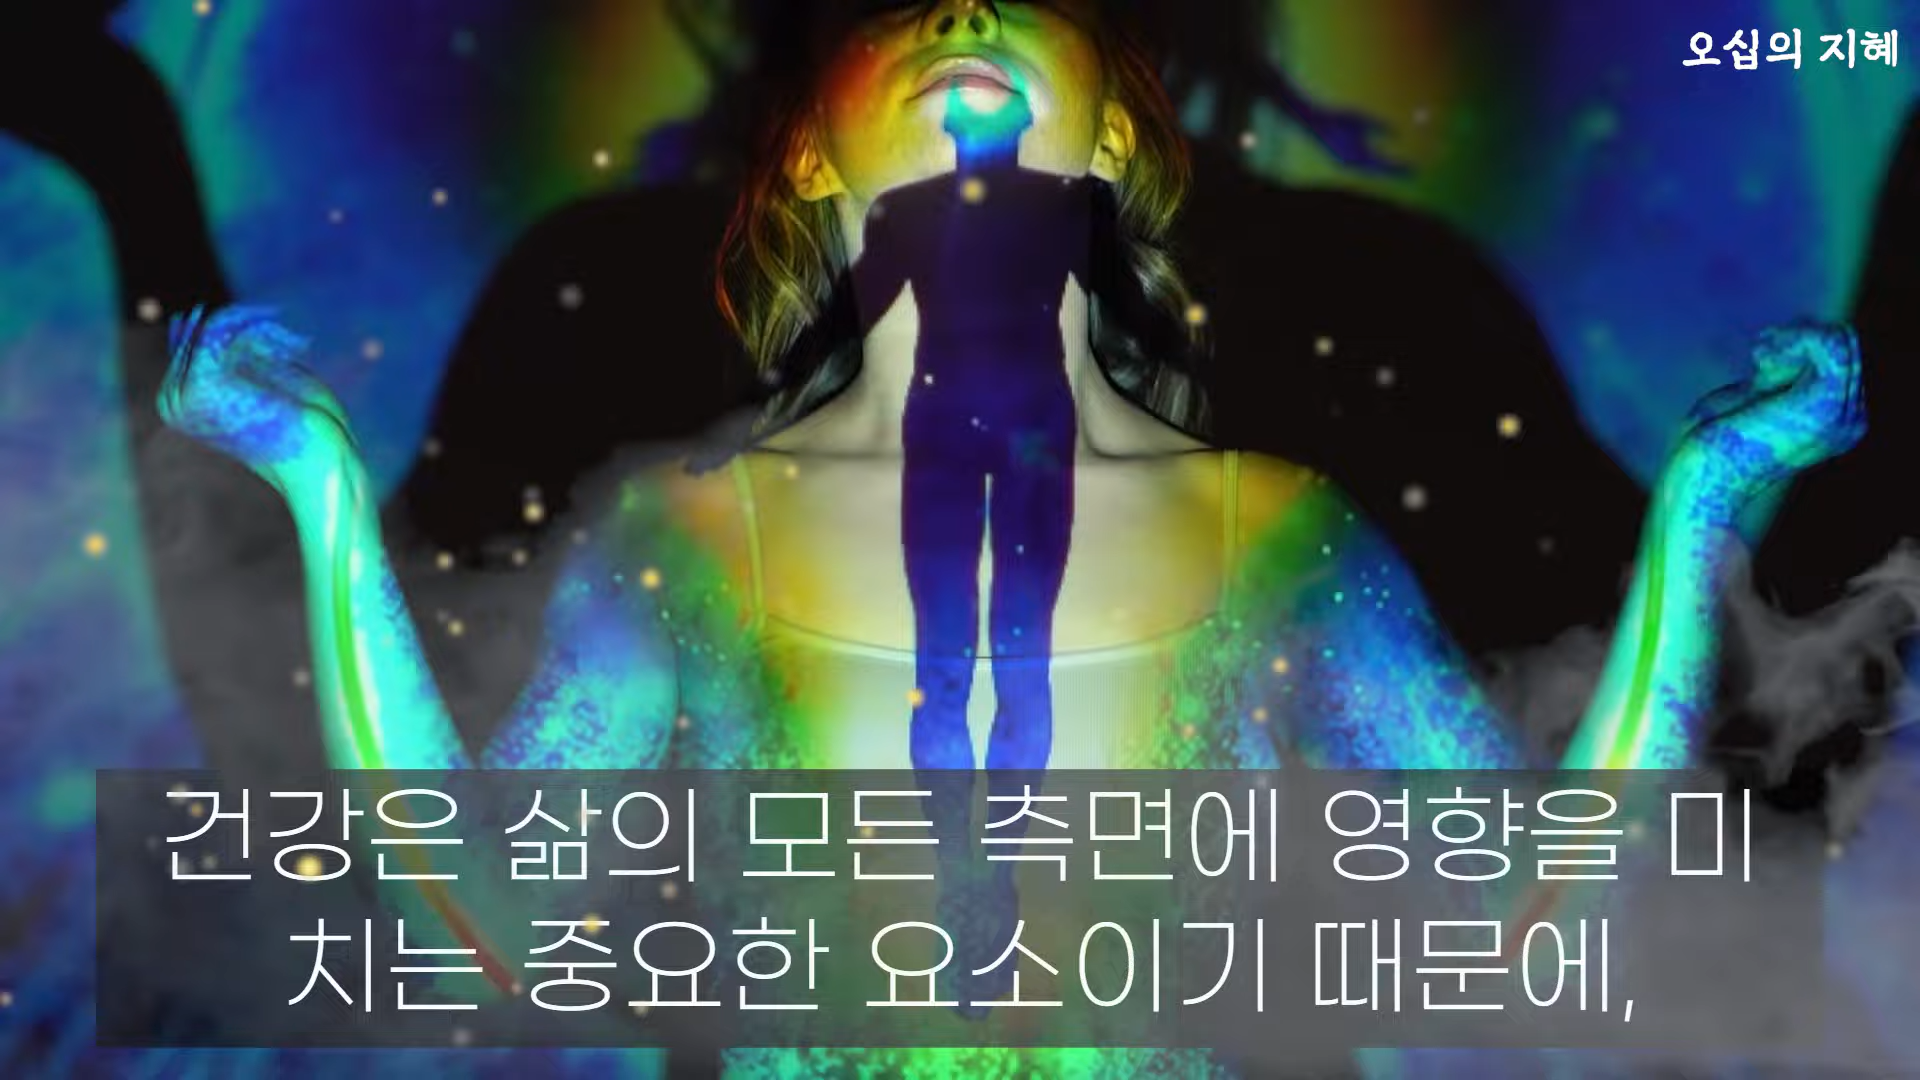 오십의 지혜
건강은 삶의 모든 측면에 영향을 미
치는 중요한 요소이기 때문에,